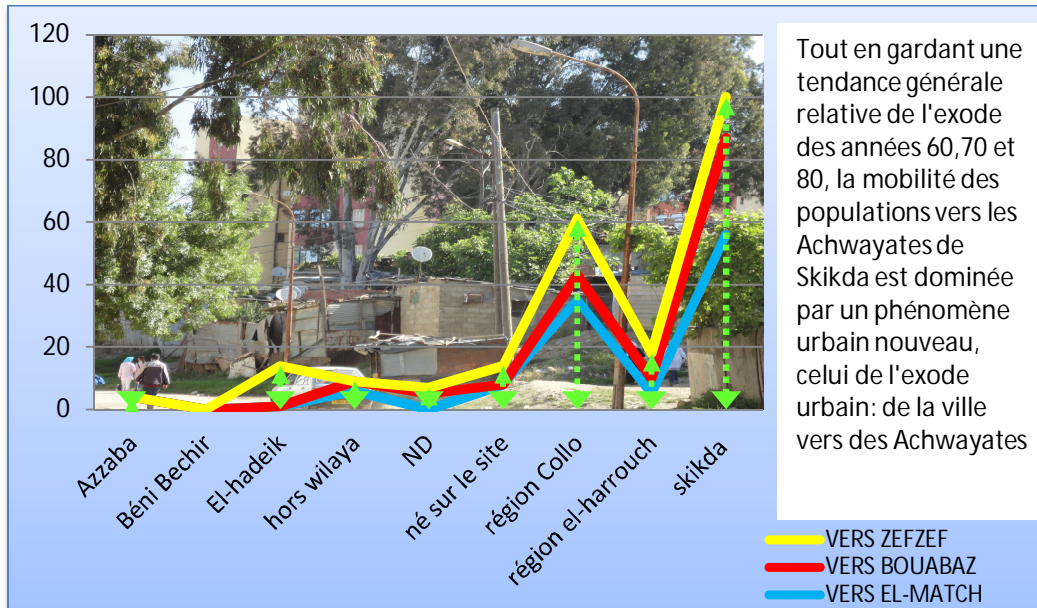 120
100
80
60
40
20
0
Azzaba
Béni Bechir
El-hadeik
hors wilaya
ND
né sur le site
région Collo
région el-harrouch
skikda
Tout en gardant une
tendance générale
relative de l'exode
des années 60,70 et
80, la mobilité des
populations vers les
Achwayates de
Skikda est dominée
par un phénomène
urbain nouveau,
celui de l'exode
urbain: de la ville
vers des Achwayates
VERS ZEFZEF
VERS BOUABAZ
VERS EL-MATCH